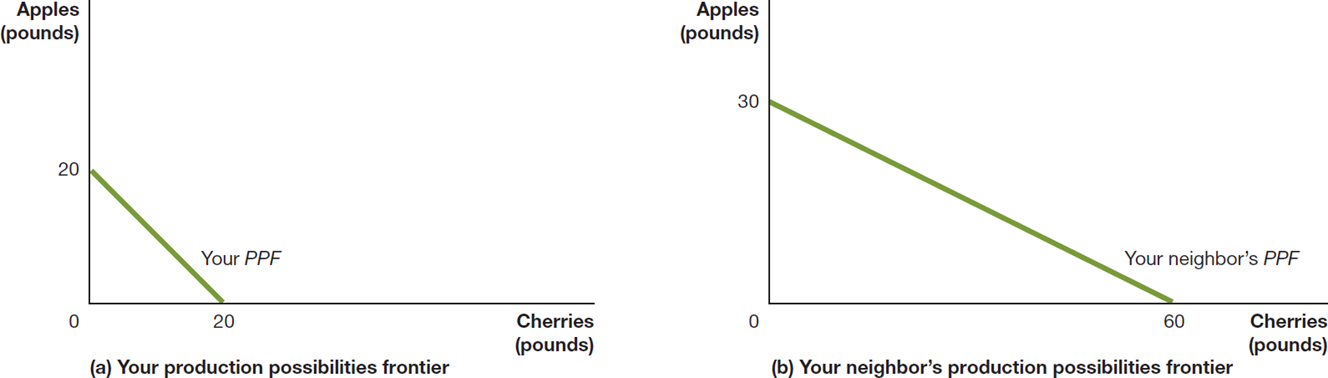 Apples
(pounds)
20
Your PPF
0
20
Cherries
(pounds)
(a) Your production possibilities frontier
Apples
(pounds)
30
Your neighbor's PPF
0
60
Cherries
(pounds)
(b) Your neighbor's production possibilities frontier